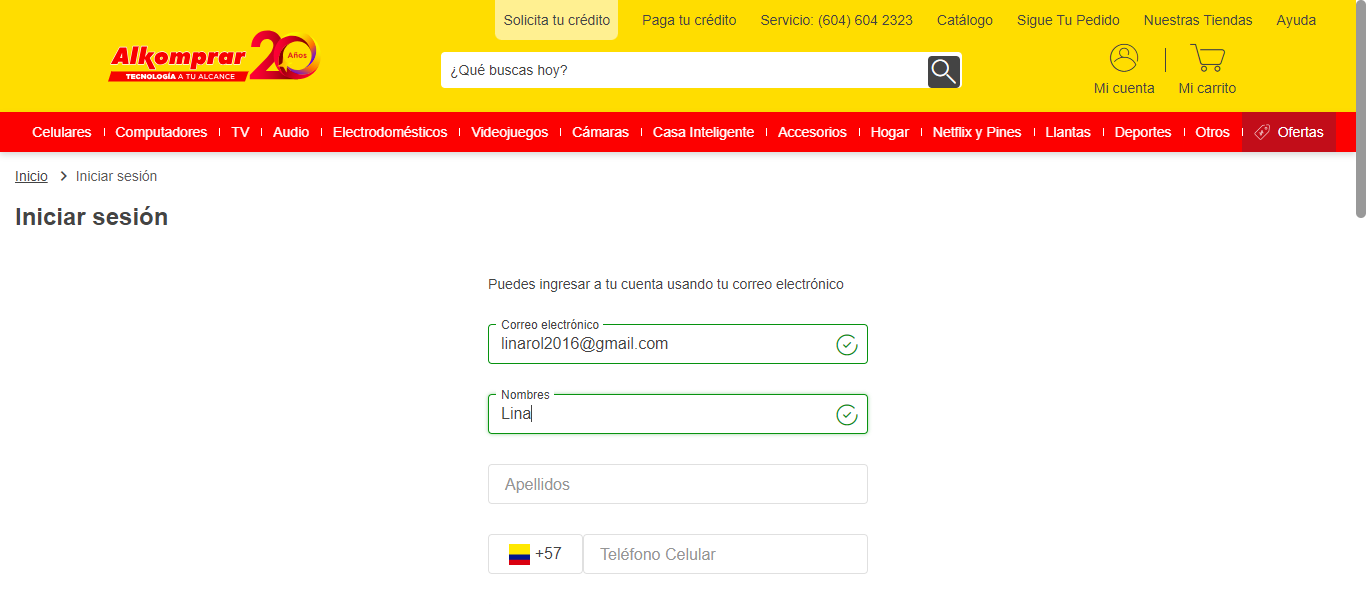 Solicita tu crédito Paga tu crédito Servicio: (604) 604 2323 Catálogo Sigue Tu Pedido Nuestras Tiendas Ayuda
Alkomprar 20 Años
TECNOLOGÍA A TU ALCANCE
¿Qué buscas hoy?
Mi cuenta Mi carrito
Celulares Computadores TV Audio Electrodomésticos Videojuegos Cámaras Casa Inteligente Accesorios Hogar Netflix y Pines Llantas Deportes Otros Ofertas
Inicio Iniciar sesión
Iniciar sesión
Puedes ingresar a tu cuenta usando tu correo electrónico
Correo electrónico
linarol2016@gmail.com
Nombres
Lina
Apellidos
+57 Teléfono Celular